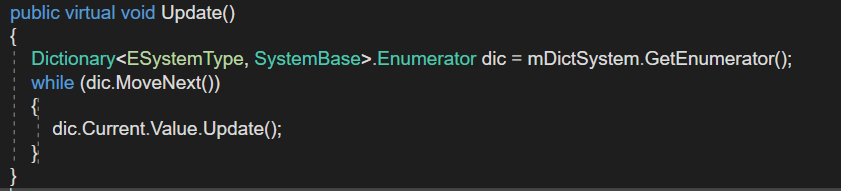 public virtual void Update()
{
Dictionary<ESystemType, SystemBase>.Enumerator dic = mDictSystem.GetEnumerator();
while (dic.MoveNext())
{
dic.Current.Value.Update();
}
}